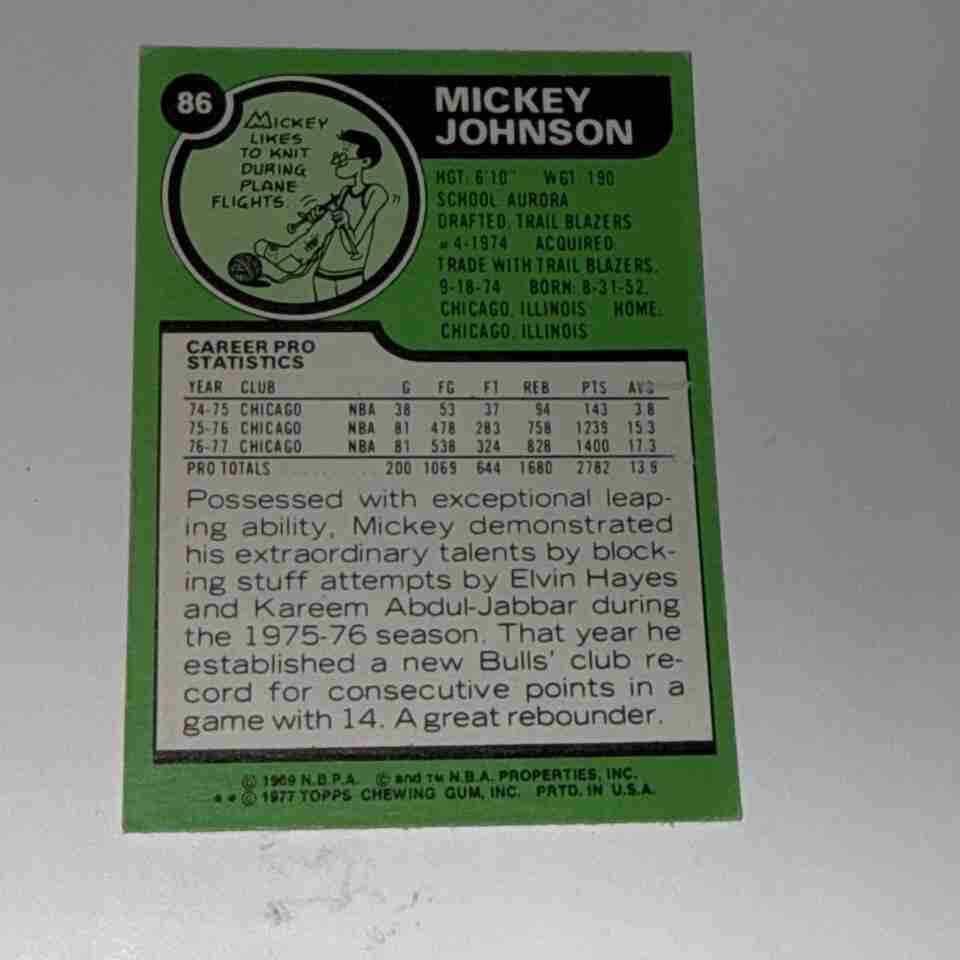 86
MICKEY
LIKES
TO KNIT
DURING
PLANE
FLIGHTS.
MICKEY
JOHNSON
HGT: 6'10" WGT: 190
SCHOOL: AURORA
DRAFTED: TRAIL BLAZERS
#4-1974 ACQUIRED:
TRADE WITH TRAIL BLAZERS,
9-18-74 BORN: 8-31-52,
CHICAGO, ILLINOIS HOME:
CHICAGO, ILLINOIS
CAREER PRO
STATISTICS
YEAR CLUB G FG FT REB PTS AVG
74-75 CHICAGO NBA 38 53 37 94 143 3.8
75-76 CHICAGO NBA 81 478 283 758 1239 15.3
76-77 CHICAGO NBA 81 538 324 828 1400 17.3
PRO TOTALS 200 1069 644 1680 2782 13.9
Possessed with exceptional leap-
ing ability, Mickey demonstrated
his extraordinary talents by block-
ing stuff attempts by Elvin Hayes
and Kareem Abdul-Jabbar during
the 1975-76 season. That year he
established a new Bulls' club re-
cord for consecutive points in a
game with 14. A great rebounder.
© 1969 N.B.P.A. © and TM N.B.A. PROPERTIES, INC.
* * © 1977 TOPPS CHEWING GUM, INC. PRTD. IN U.S.A.